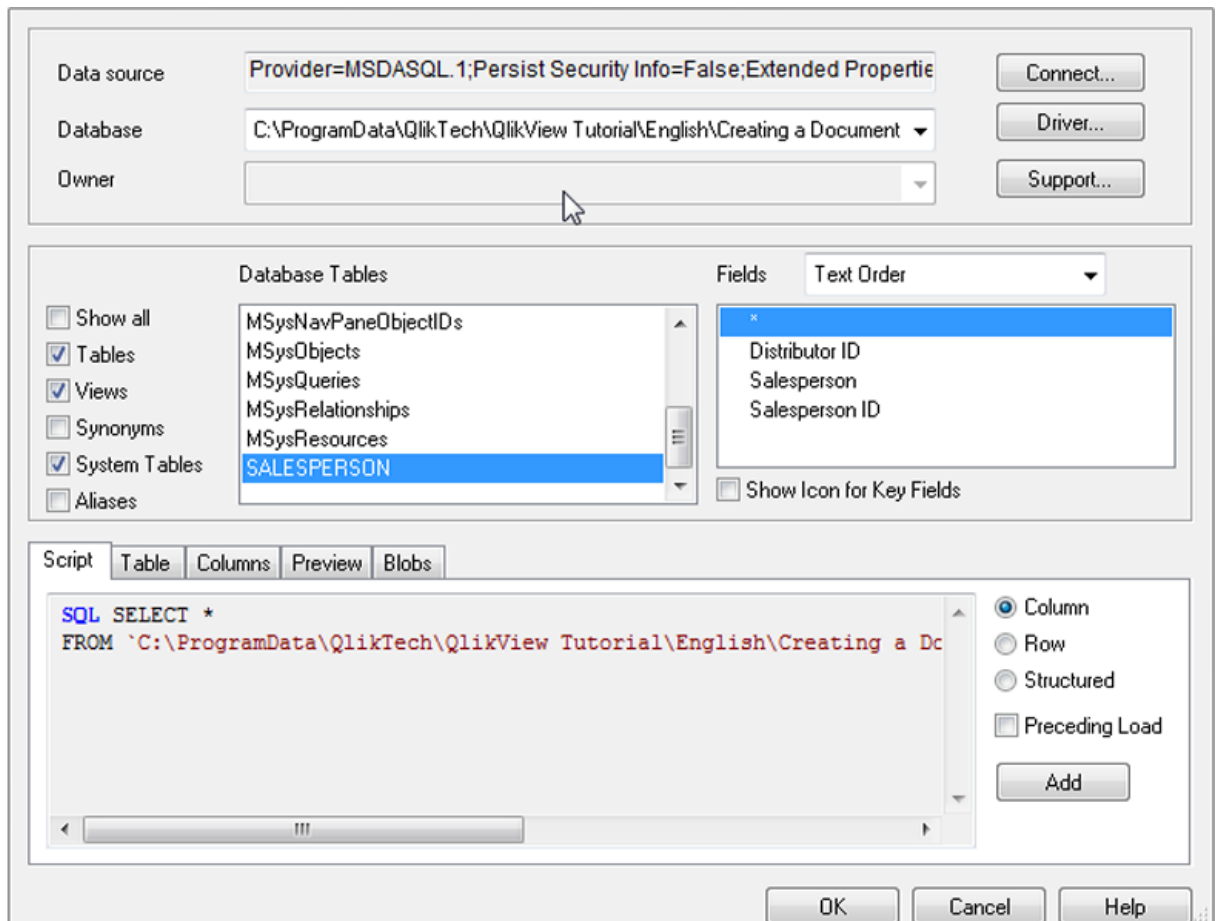 Data source
Provider=MSDASQL.1;Persist Security Info=False;Extended Propertie
Connect...
Database
C:\ProgramData\QlikTech\QlikView Tutorial\English\Creating a Document
Driver...
Owner
Support...
Database Tables
Fields
Text Order
Show all
Tables
Views
Synonyms
System Tables
Aliases
MSysNavPaneObjectIDs
MSysObjects
MSysQueries
MSysRelationships
MSysResources
SALESPERSON
*
Distributor ID
Salesperson
Salesperson ID
Show Icon for Key Fields
Script
Table
Columns
Preview
Blobs
SQL SELECT *
FROM `C:\ProgramData\QlikTech\QlikView Tutorial\English\Creating a Do
Column
Row
Structured
Preceding Load
Add
OK
Cancel
Help